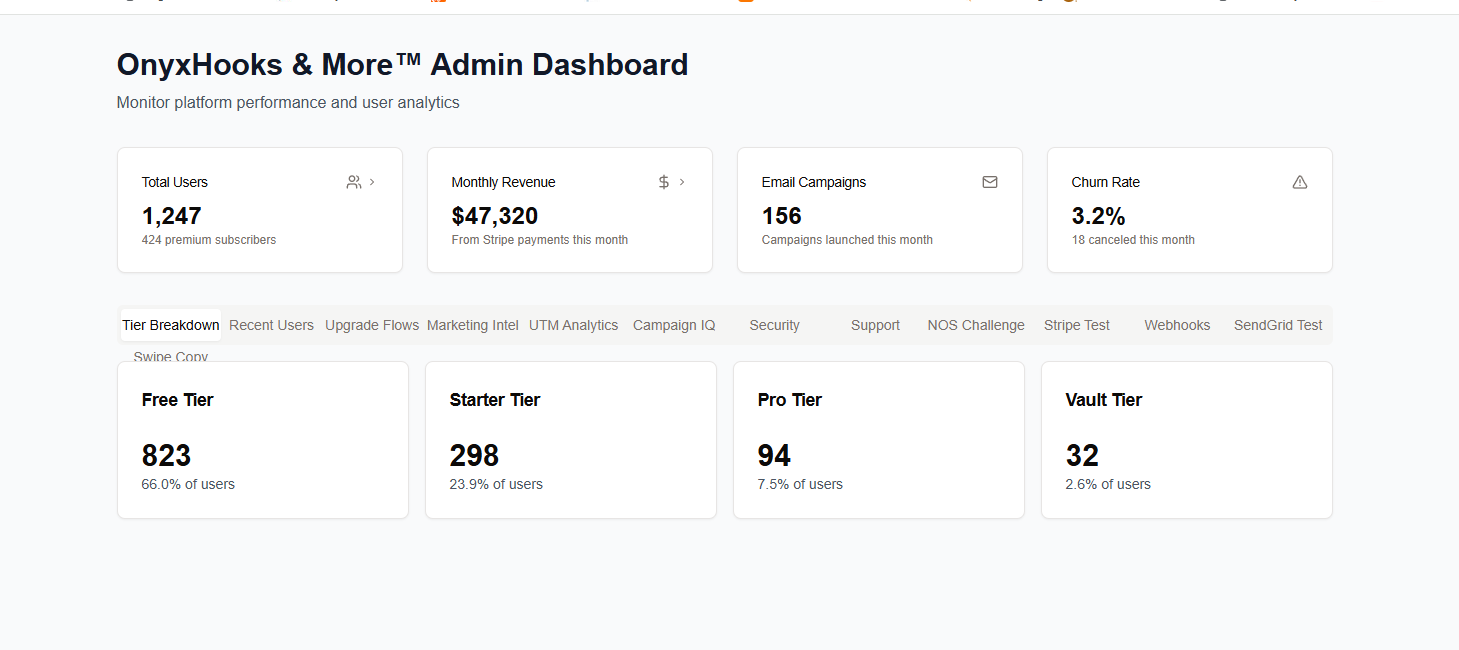 OnyxHooks & More™ Admin Dashboard
Monitor platform performance and user analytics
Total Users
1,247
424 premium subscribers
Monthly Revenue
$47,320
From Stripe payments this month
Email Campaigns
156
Campaigns launched this month
Churn Rate
3.2%
18 canceled this month
Tier Breakdown Recent Users Upgrade Flows Marketing Intel UTM Analytics Campaign IQ Security Support NOS Challenge Stripe Test Webhooks SendGrid Test
Swipe Copy
Free Tier
823
66.0% of users
Starter Tier
298
23.9% of users
Pro Tier
94
7.5% of users
Vault Tier
32
2.6% of users